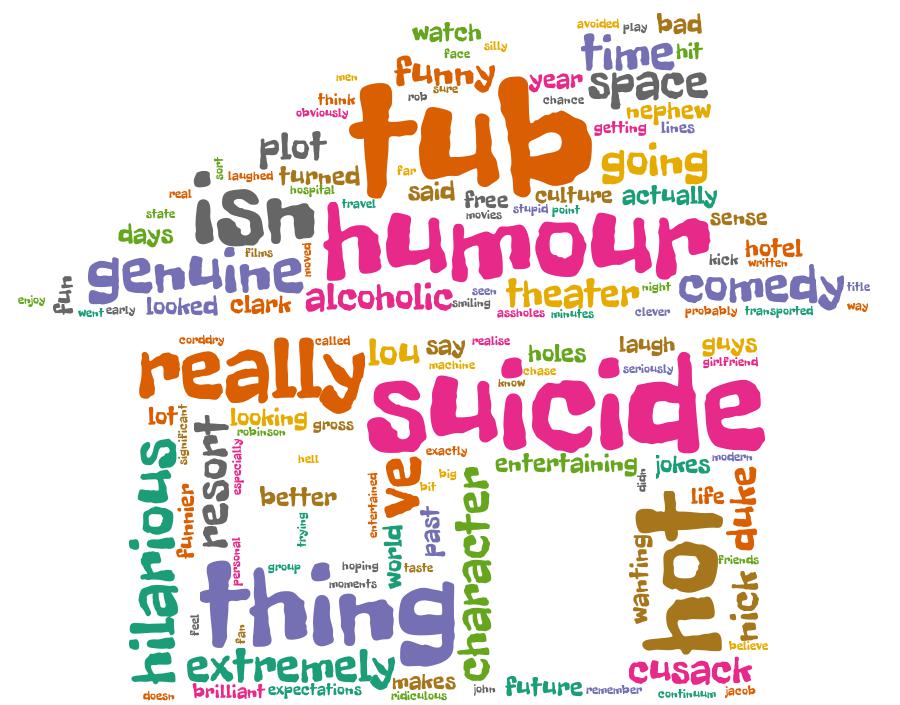 avoided play bad
watch time hit
face silly
men funny sure year space
think rob chance nephew
obviously tub getting lines
plot going
sort laughed turned far said free culture actually
real hospital travel movies stupid point
state isn humour sense
days films moved kick hotel
written
fun genuine seen theater night comedy title
enjoy went early looked clark alcoholic smiling assholes minutes clever probably transported way
corddry called lou say realise holes laugh guys
really machine chase seriously girlfriend
know suicide
lot significant looking gross
robinson
hilarious resort especially hell ve exactly entertaining jokes modern
funnier better entertained bit big didn life duke
trying world past character hot
personal group hoping taste wanting friends
moments
feel fan thing nick believe
extremely cusack
doesn brilliant expectations makes ridiculous john future remember continuum jacob